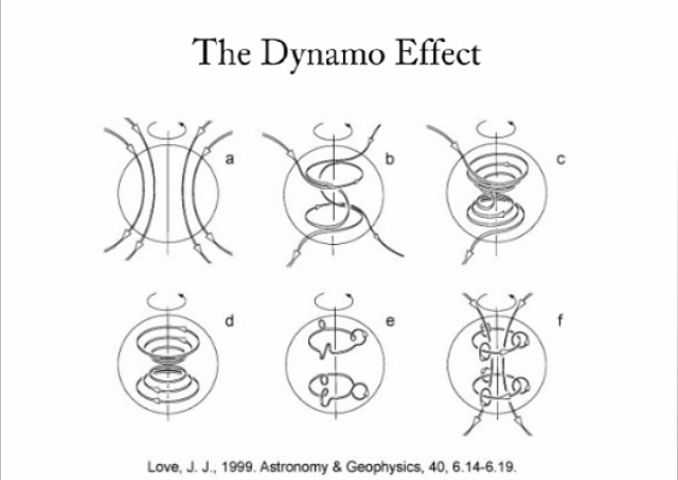 The Dynamo Effect
a
b
c
d
e
f
Love, J. J., 1999. Astronomy & Geophysics, 40, 6.14-6.19.